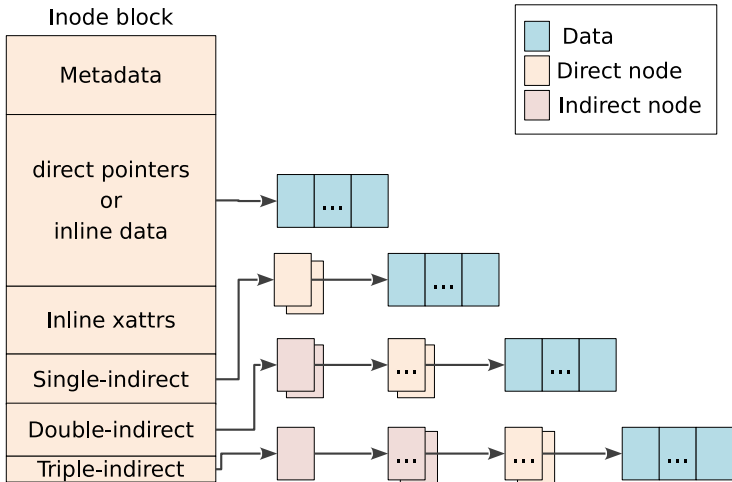 Inode block
Metadata
direct pointers
or
inline data
Inline xattrs
Single-indirect
Double-indirect
Triple-indirect
Data
Direct node
Indirect node
...
...
...
...
...
...
...